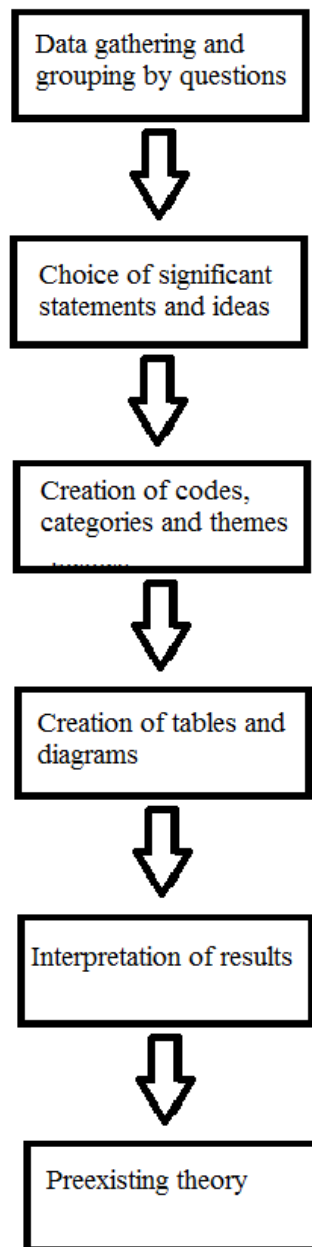 Data gathering and
grouping by questions
Choice of significant
statements and ideas
Creation of codes,
categories and themes
Creation of tables and
diagrams
Interpretation of results
Preexisting theory